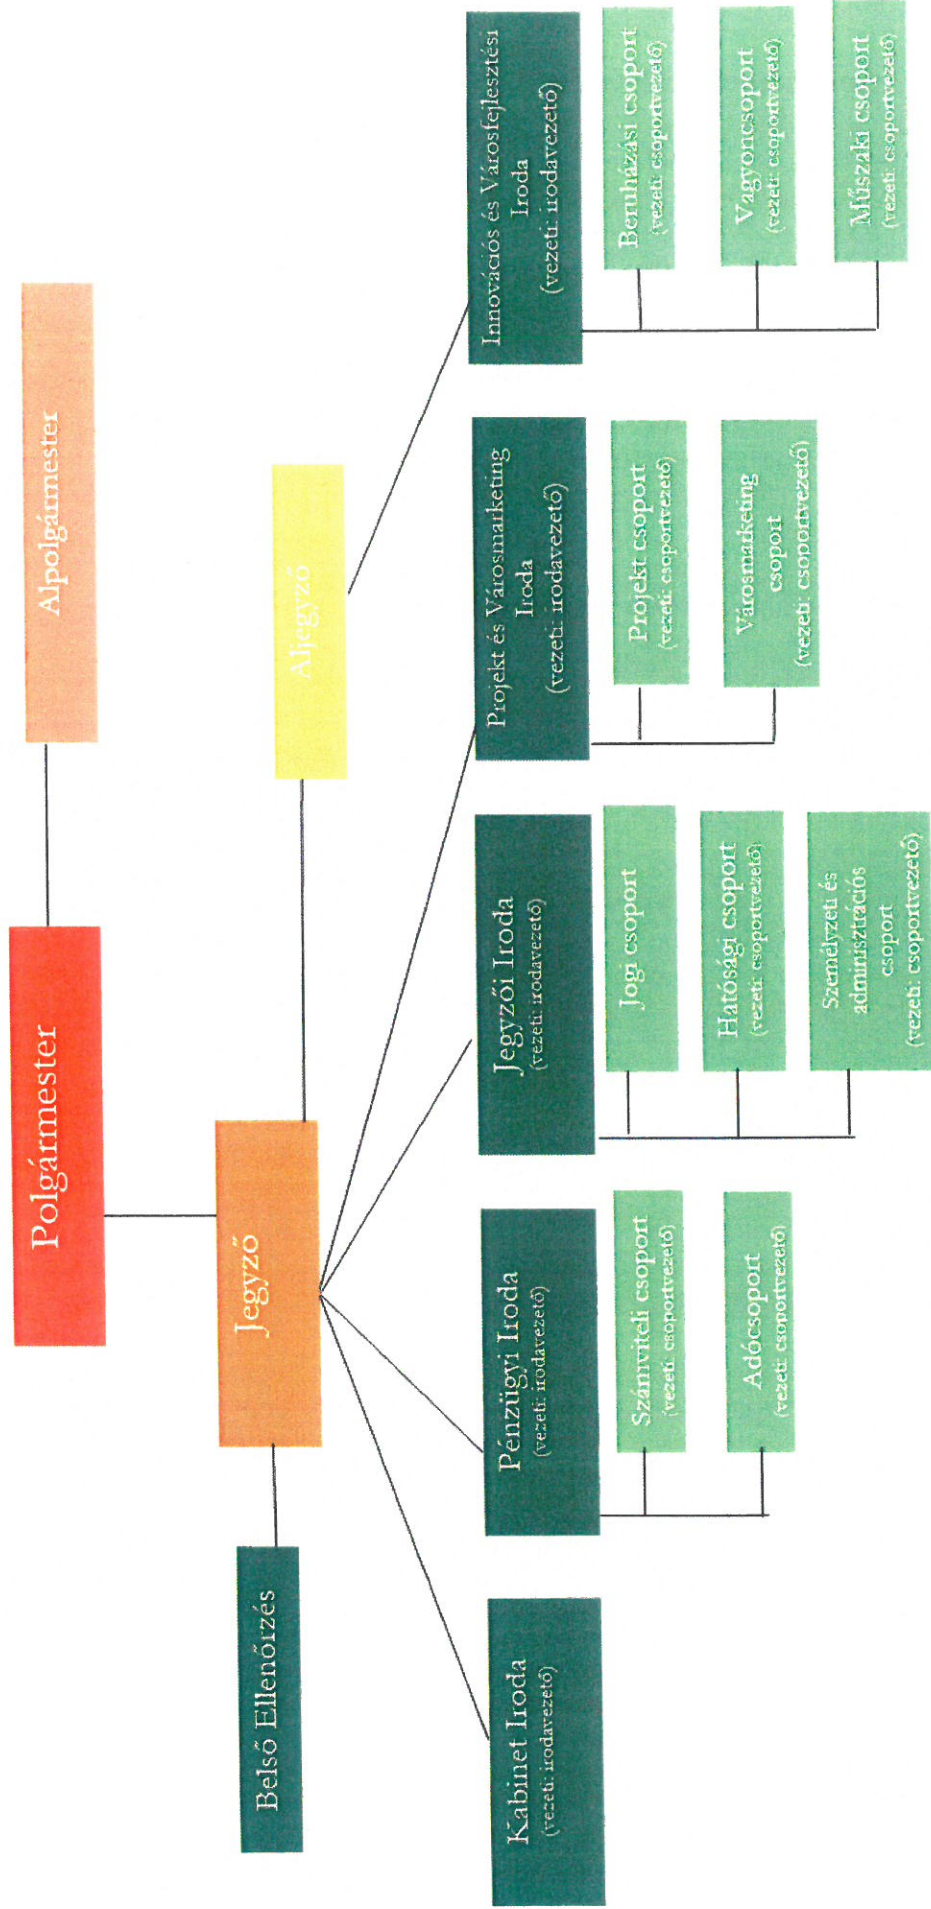 Polgármester
Alpolgármester
Jegyző
Aljegyző
Belső Ellenőrzés
Kabinet Iroda
(vezeti: irodavezető)
Pénzügyi Iroda
(vezeti: irodavezető)
Számviteli csoport
(vezeti: csoportvezető)
Adócsoport
(vezeti: csoportvezető)
Jegyzői Iroda
(vezeti: irodavezető)
Jogi csoport
Hatósági csoport
(vezeti: csoportvezető)
Személyzeti és
adminisztrációs
csoport
(vezeti: csoportvezető)
Projekt és Városmarketing
Iroda
(vezeti: irodavezető)
Projekt csoport
(vezeti: csoportvezető)
Városmarketing
csoport
(vezeti: csoportvezető)
Innovációs és Városfejlesztési
Iroda
(vezeti: irodavezető)
Beruházási csoport
(vezeti: csoportvezető)
Vagyoncsoport
(vezeti: csoportvezető)
Műszaki csoport
(vezeti: csoportvezető)